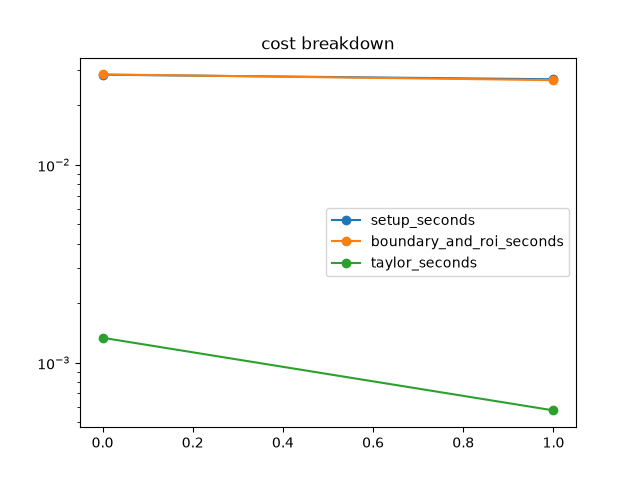 cost breakdown
10⁻²
10⁻³
setup_seconds
boundary_and_roi_seconds
taylor_seconds
0.0 0.2 0.4 0.6 0.8 1.0